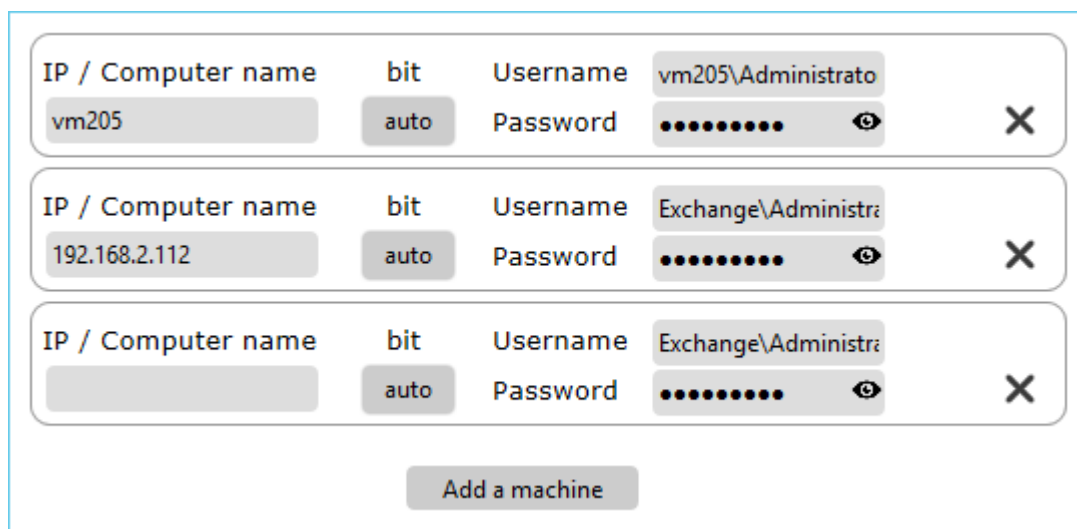 IP / Computer name bit Username vm205\Administrato
vm205 auto Password •••••••••
IP / Computer name bit Username Exchange\Administra
192.168.2.112 auto Password •••••••••
IP / Computer name bit Username Exchange\Administra
auto Password •••••••••
Add a machine